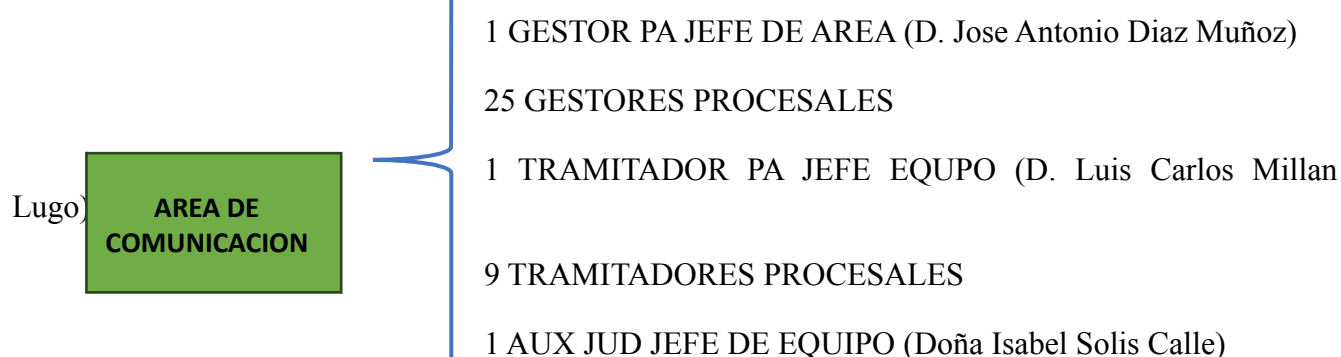 1 GESTOR PA JEFE DE AREA (D. Jose Antonio Diaz Muñoz)
25 GESTORES PROCESALES
1 TRAMITADOR PA JEFE EQUPO (D. Luis Carlos Millan
Lugo)
AREA DE
COMUNICACION
9 TRAMITADORES PROCESALES
1 AUX JUD JEFE DE EQUIPO (Doña Isabel Solis Calle)